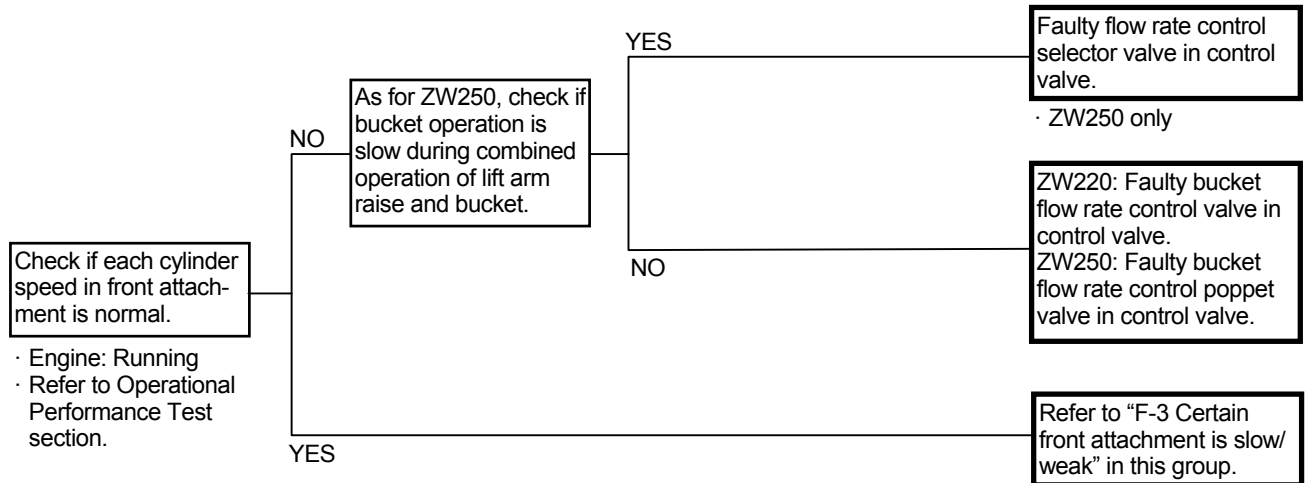 Check if each cylinder
speed in front attach-
ment is normal.
· Engine: Running
· Refer to Operational
Performance Test
section.
NO
As for ZW250, check if
bucket operation is
slow during combined
operation of lift arm
raise and bucket.
YES
Faulty flow rate control
selector valve in control
valve.
· ZW250 only
NO
ZW220: Faulty bucket
flow rate control valve in
control valve.
ZW250: Faulty bucket
flow rate control poppet
valve in control valve.
YES
Refer to “F-3 Certain
front attachment is slow/
weak” in this group.